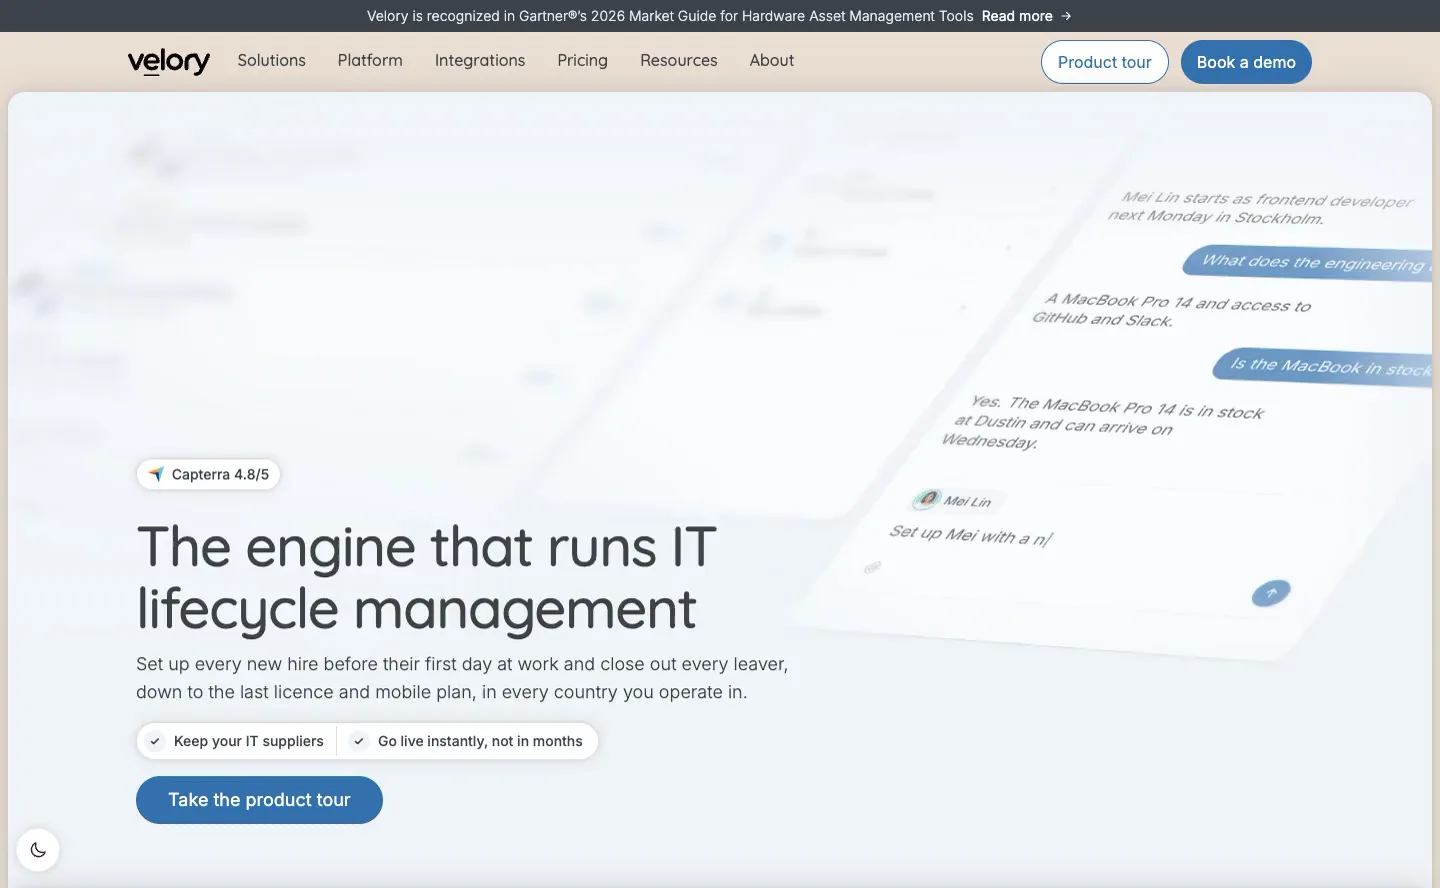 Velory is recognized in Gartner®'s 2026 Market Guide for Hardware Asset Management Tools Read more →
velory
Solutions
Platform
Integrations
Pricing
Resources
About
Product tour
Book a demo
Mei Lin starts as frontend developer
next Monday in Stockholm.
What does the engineering
A MacBook Pro 14 and access to
GitHub and Slack.
Is the MacBook in stock
Yes. The MacBook Pro 14 is in stock
at Dustin and can arrive on
Wednesday.
Mei Lin
Set up Mei with a n
Capterra 4.8/5
The engine that runs IT
lifecycle management
Set up every new hire before their first day at work and close out every leaver,
down to the last licence and mobile plan, in every country you operate in.
Keep your IT suppliers
Go live instantly, not in months
Take the product tour